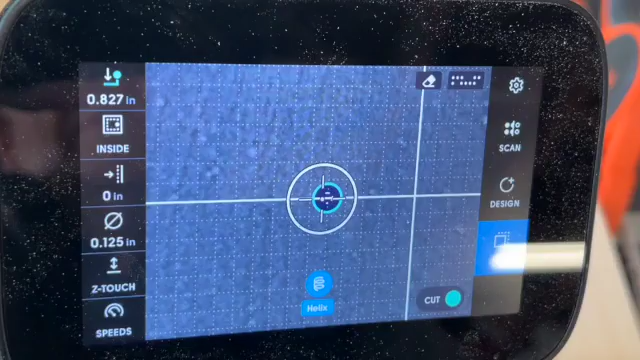 0.827 in
INSIDE
0 in
0.125 in
Z-TOUCH
SPEEDS
Helix
CUT
SCAN
DESIGN